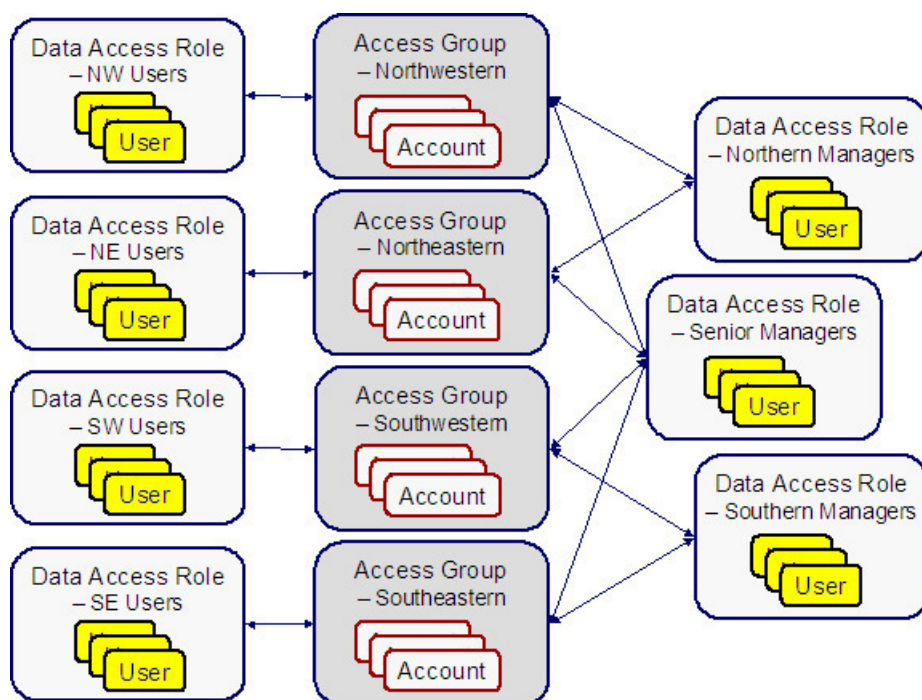 Data Access Role
– NW Users
User
Access Group
– Northwestern
Account
Data Access Role
– Northern Managers
User
Data Access Role
– NE Users
User
Access Group
– Northeastern
Account
Data Access Role
– Senior Managers
User
Data Access Role
– SW Users
User
Access Group
– Southwestern
Account
Data Access Role
– Southern Managers
User
Data Access Role
– SE Users
User
Access Group
– Southeastern
Account